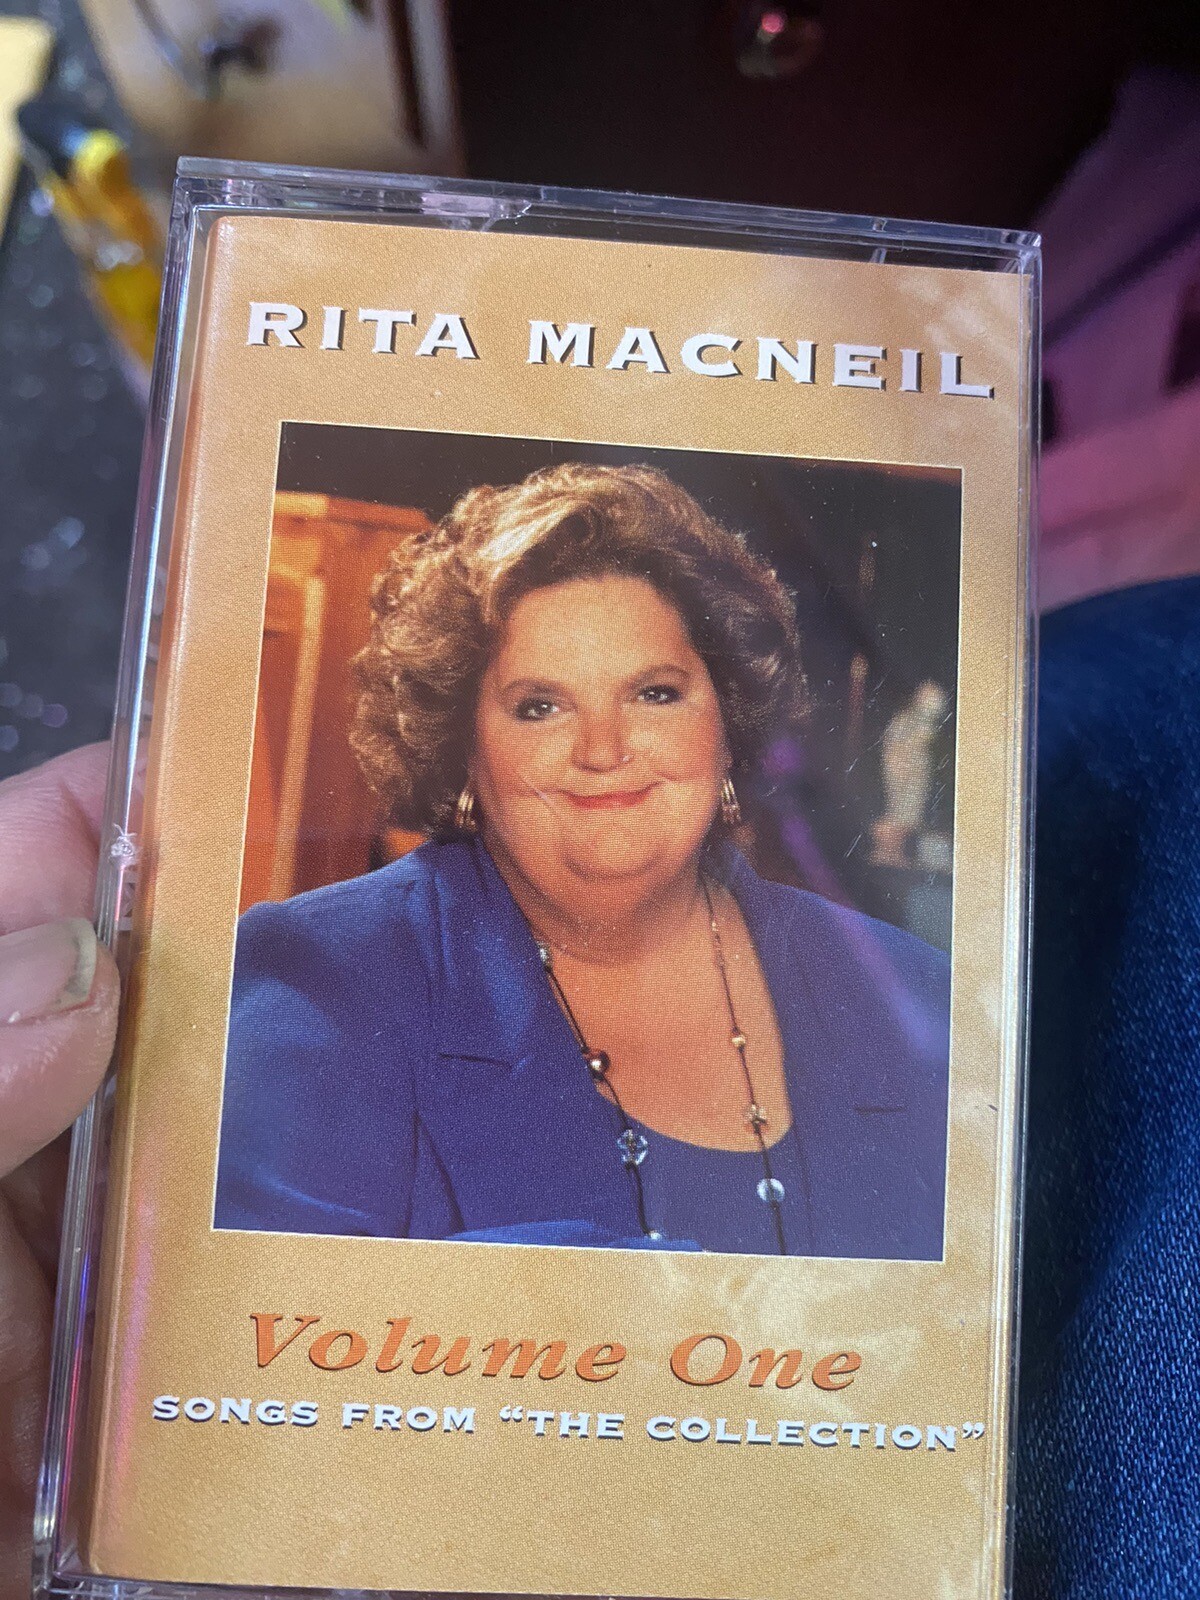 RITA MACNEIL
Volume One
SONGS FROM “THE COLLECTION”